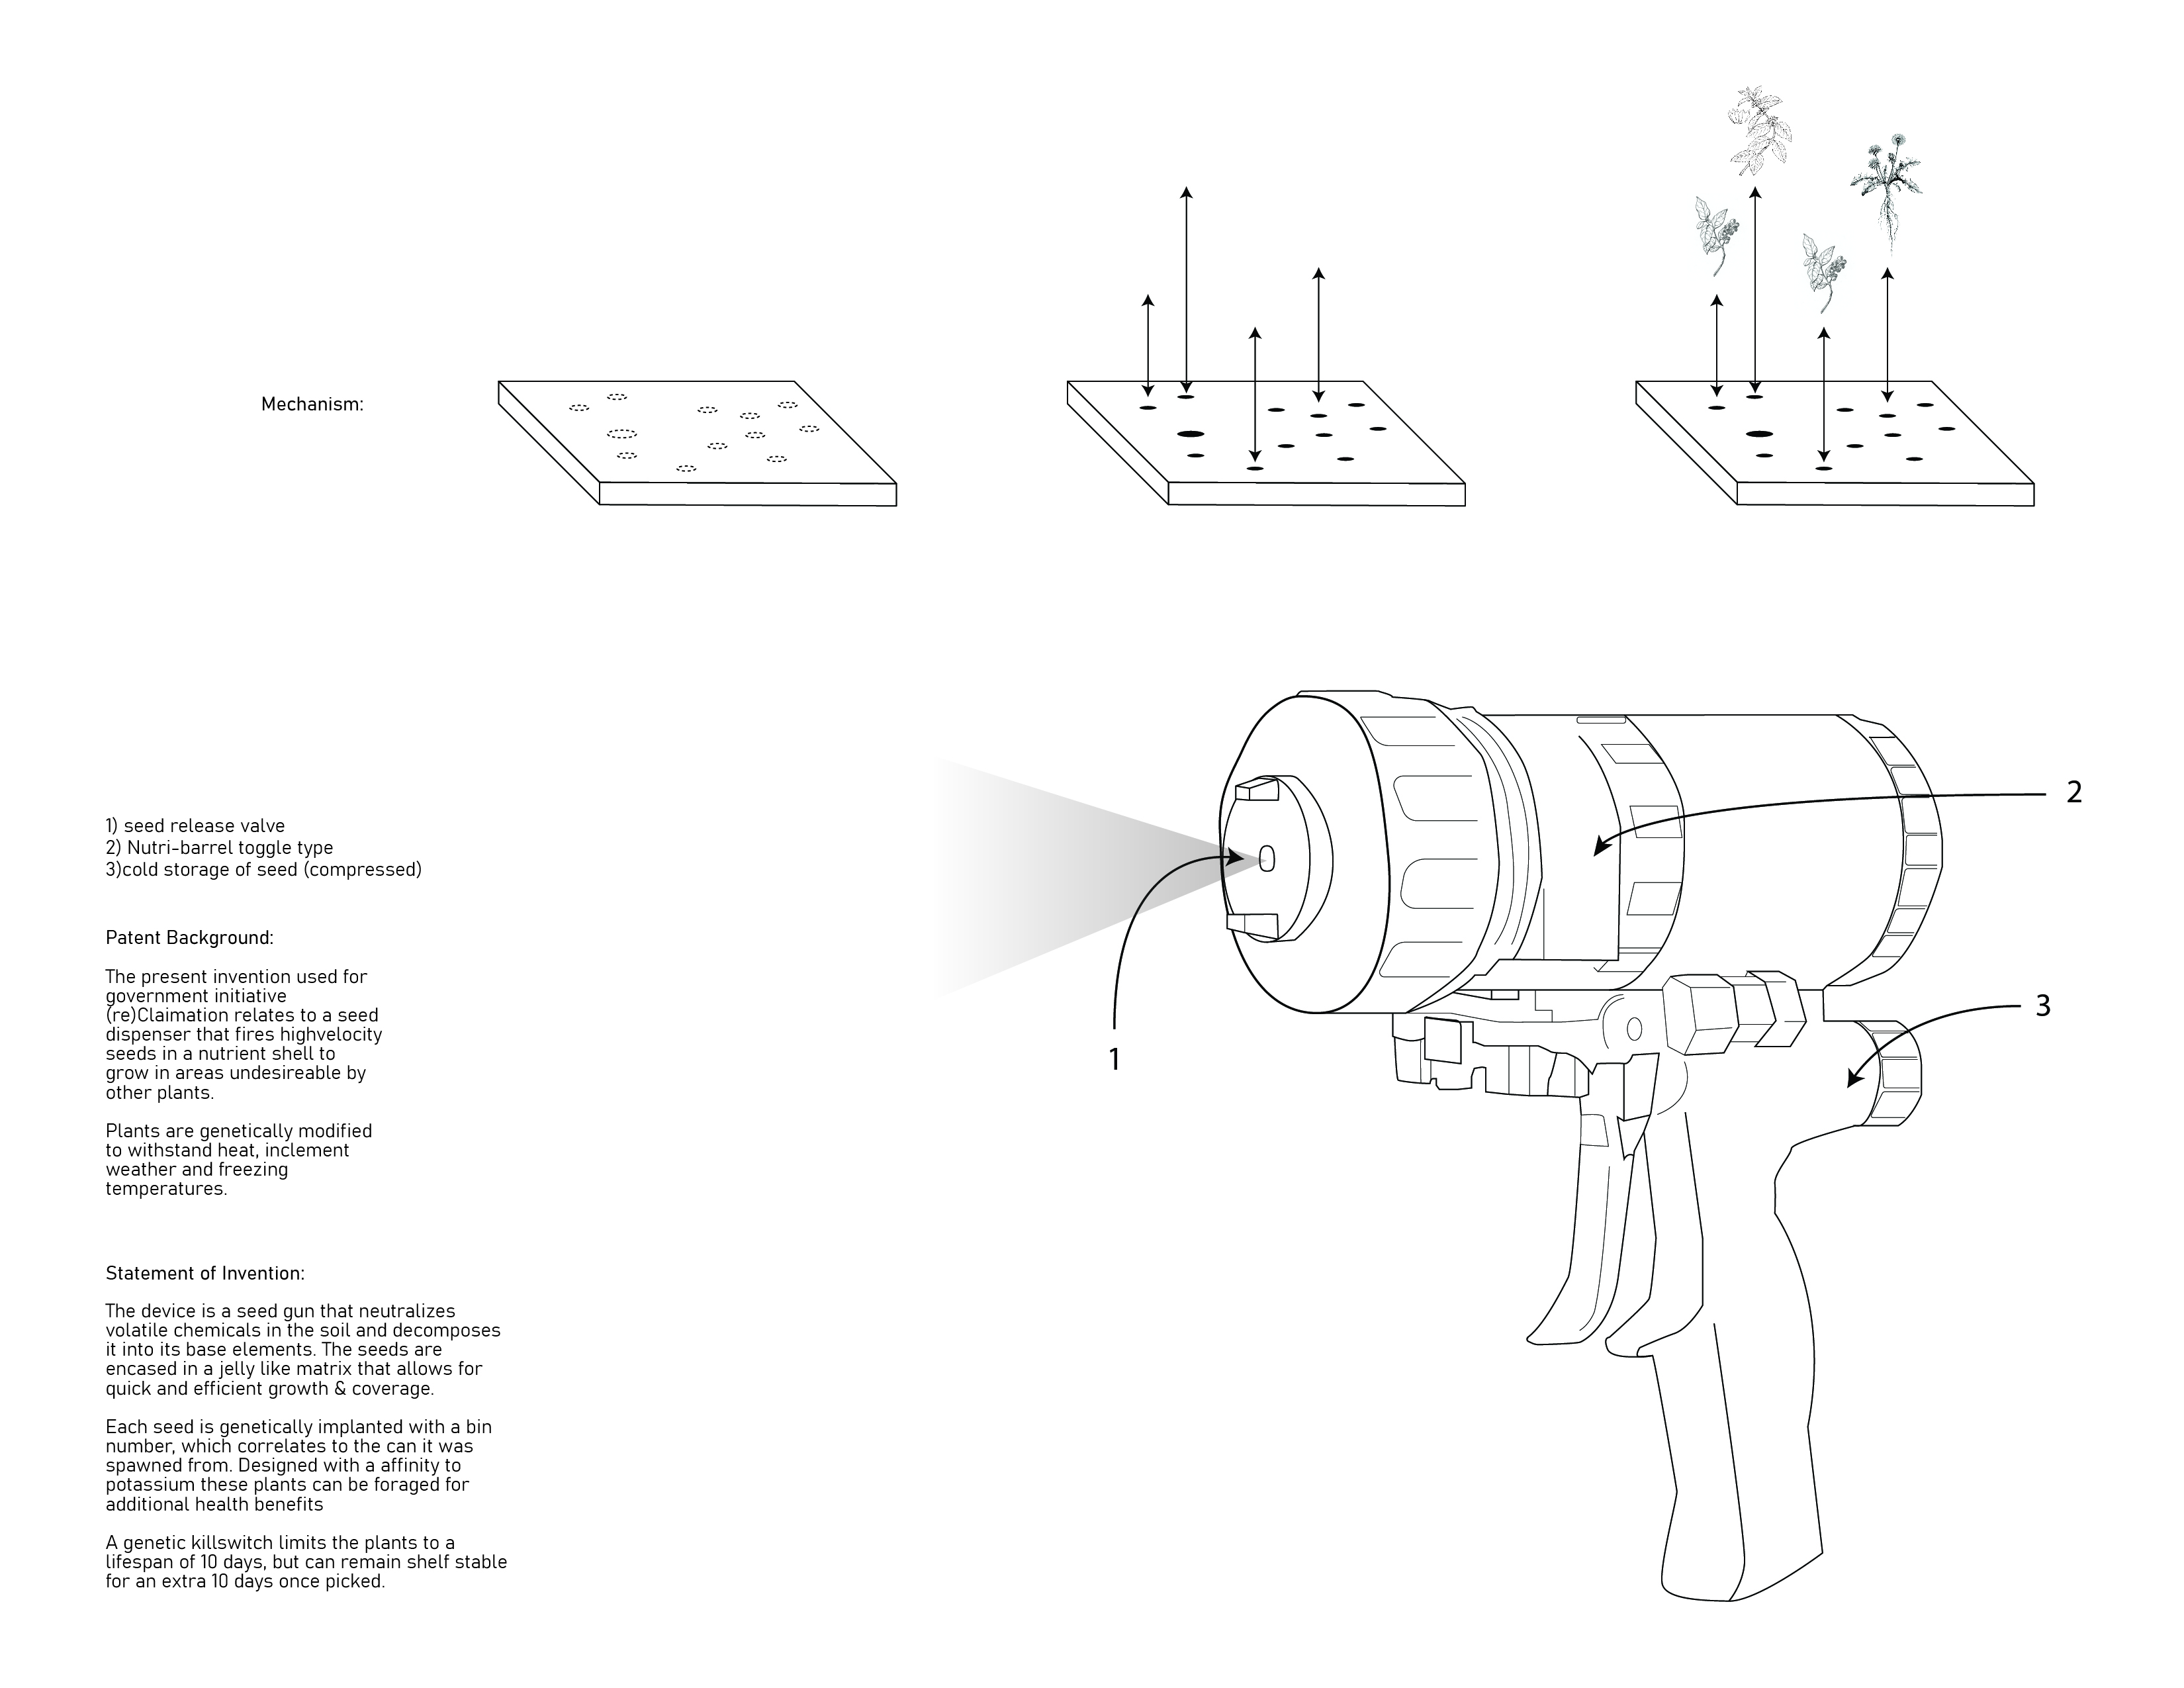 Mechanism:
2
1) seed release valve
2) Nutri-barrel toggle type
3)cold storage of seed (compressed)
3
1
Patent Background:
The present invention used for
government initiative
(re)Claimation relates to a seed
dispenser that fires highvelocity
seeds in a nutrient shell to
grow in areas undesireable by
other plants.
Plants are genetically modified
to withstand heat, inclement
weather and freezing
temperatures.
Statement of Invention:
The device is a seed gun that neutralizes
volatile chemicals in the soil and decomposes
it into its base elements. The seeds are
encased in a jelly like matrix that allows for
quick and efficient growth & coverage.
Each seed is genetically implanted with a bin
number, which correlates to the can it was
spawned from. Designed with a affinity to
potassium these plants can be foraged for
additional health benefits
A genetic killswitch limits the plants to a
lifespan of 10 days, but can remain shelf stable
for an extra 10 days once picked.